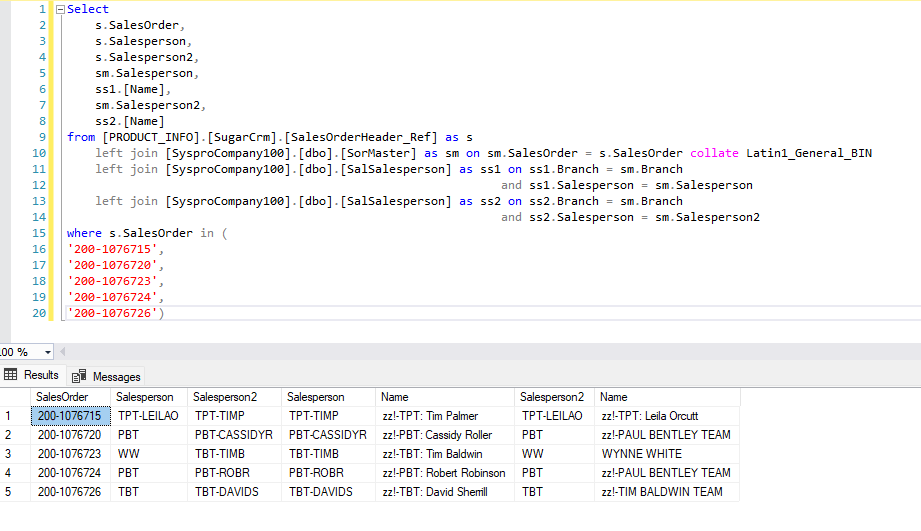 1 Select
2 s.SalesOrder,
3 s.Salesperson,
4 s.Salesperson2,
5 sm.Salesperson,
6 ss1.[Name],
7 sm.Salesperson2,
8 ss2.[Name]
9 from [PRODUCT_INFO].[SugarCrm].[SalesOrderHeader_Ref] as s
10 left join [SysproCompany100].[dbo].[SorMaster] as sm on sm.SalesOrder = s.SalesOrder collate Latin1_General_BIN
11 left join [SysproCompany100].[dbo].[SalSalesperson] as ss1 on ss1.Branch = sm.Branch
12 and ss1.Salesperson = sm.Salesperson
13 left join [SysproCompany100].[dbo].[SalSalesperson] as ss2 on ss2.Branch = sm.Branch
14 and ss2.Salesperson = sm.Salesperson2
15 where s.SalesOrder in (
16 '200-1076715',
17 '200-1076720',
18 '200-1076723',
19 '200-1076724',
20 '200-1076726')
.00 %
Results Messages
SalesOrder Salesperson Salesperson2 Salesperson Name Salesperson2 Name
1 200-1076715 TPT-LEILAO TPT-TIMP TPT-TIMP zz!-TPT: Tim Palmer TPT-LEILAO zz!-TPT: Leila Orcutt
2 200-1076720 PBT PBT-CASSIDYR PBT-CASSIDYR zz!-PBT: Cassidy Roller PBT zz!-PAUL BENTLEY TEAM
3 200-1076723 WW TBT-TIMB TBT-TIMB zz!-TBT: Tim Baldwin WW WYNNE WHITE
4 200-1076724 PBT PBT-ROBR PBT-ROBR zz!-PBT: Robert Robinson PBT zz!-PAUL BENTLEY TEAM
5 200-1076726 TBT TBT-DAVIDS TBT-DAVIDS zz!-TBT: David Sherrill TBT zz!-TIM BALDWIN TEAM